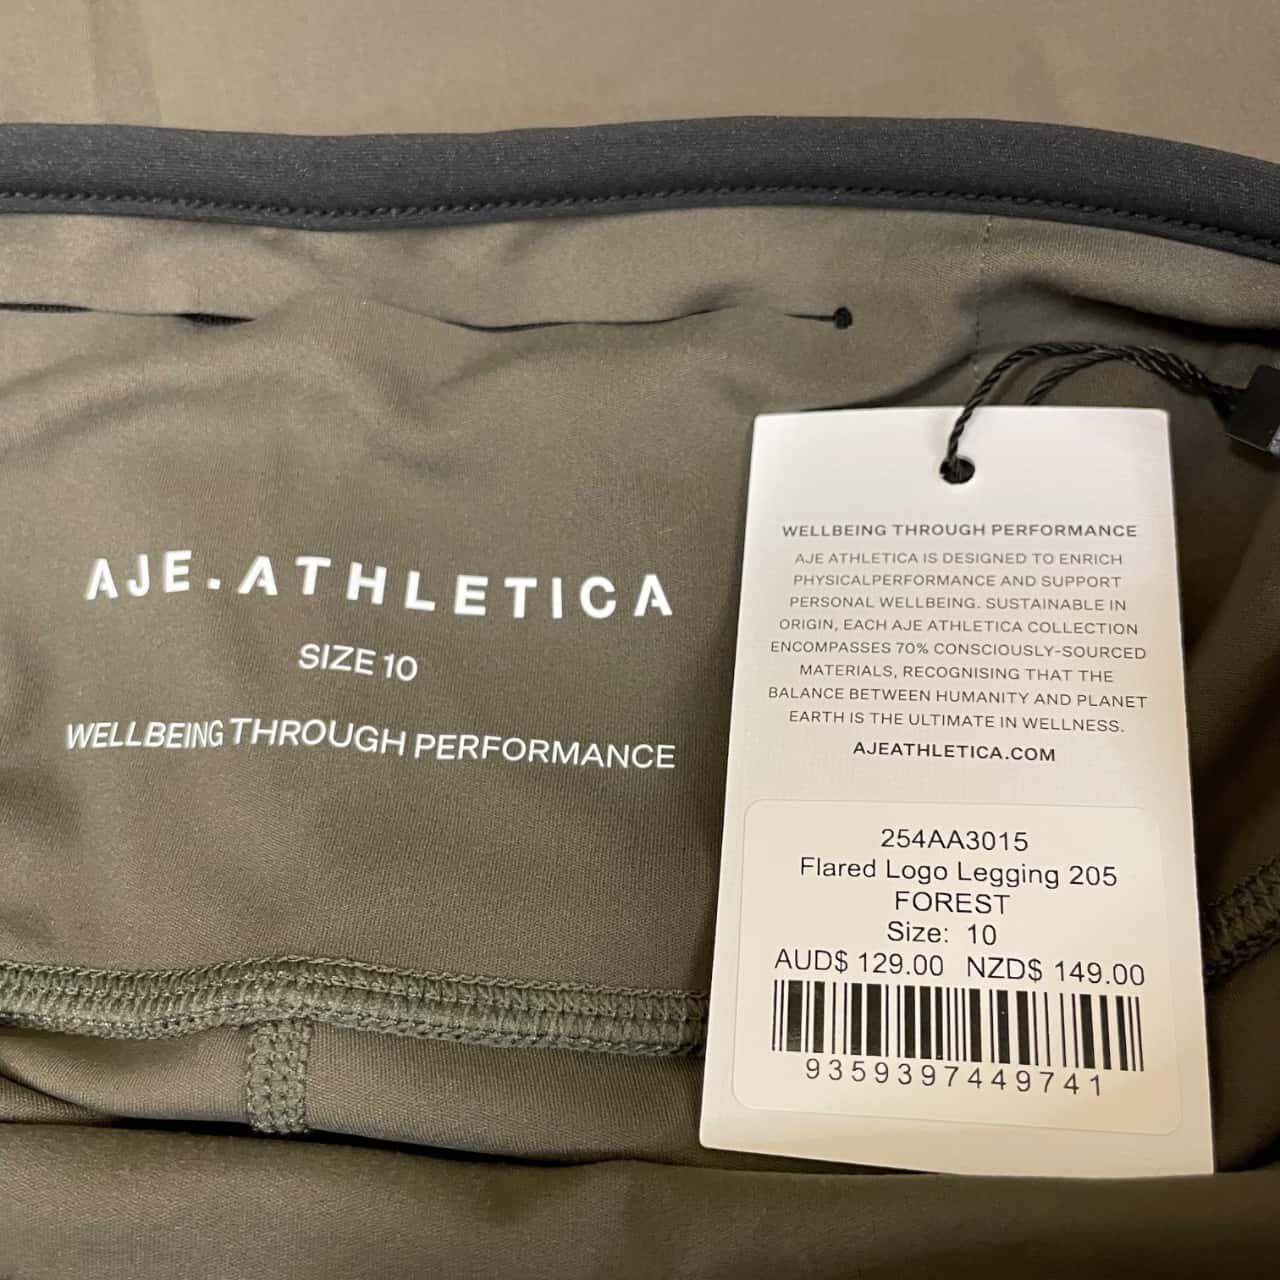 AJE.ATHLETICA
SIZE 10
WELLBEING THROUGH PERFORMANCE
WELLBEING THROUGH PERFORMANCE
AJE ATHLETICA IS DESIGNED TO ENRICH
PHYSICALPERFORMANCE AND SUPPORT
PERSONAL WELLBEING. SUSTAINABLE IN
ORIGIN, EACH AJE ATHLETICA COLLECTION
ENCOMPASSES 70% CONSCIOUSLY-SOURCED
MATERIALS, RECOGNISING THAT THE
BALANCE BETWEEN HUMANITY AND PLANET
EARTH IS THE ULTIMATE IN WELLNESS.
AJEATHLETICA.COM
254AA3015
Flared Logo Legging 205
FOREST
Size: 10
AUD$ 129.00 NZD$ 149.00
9359397449741